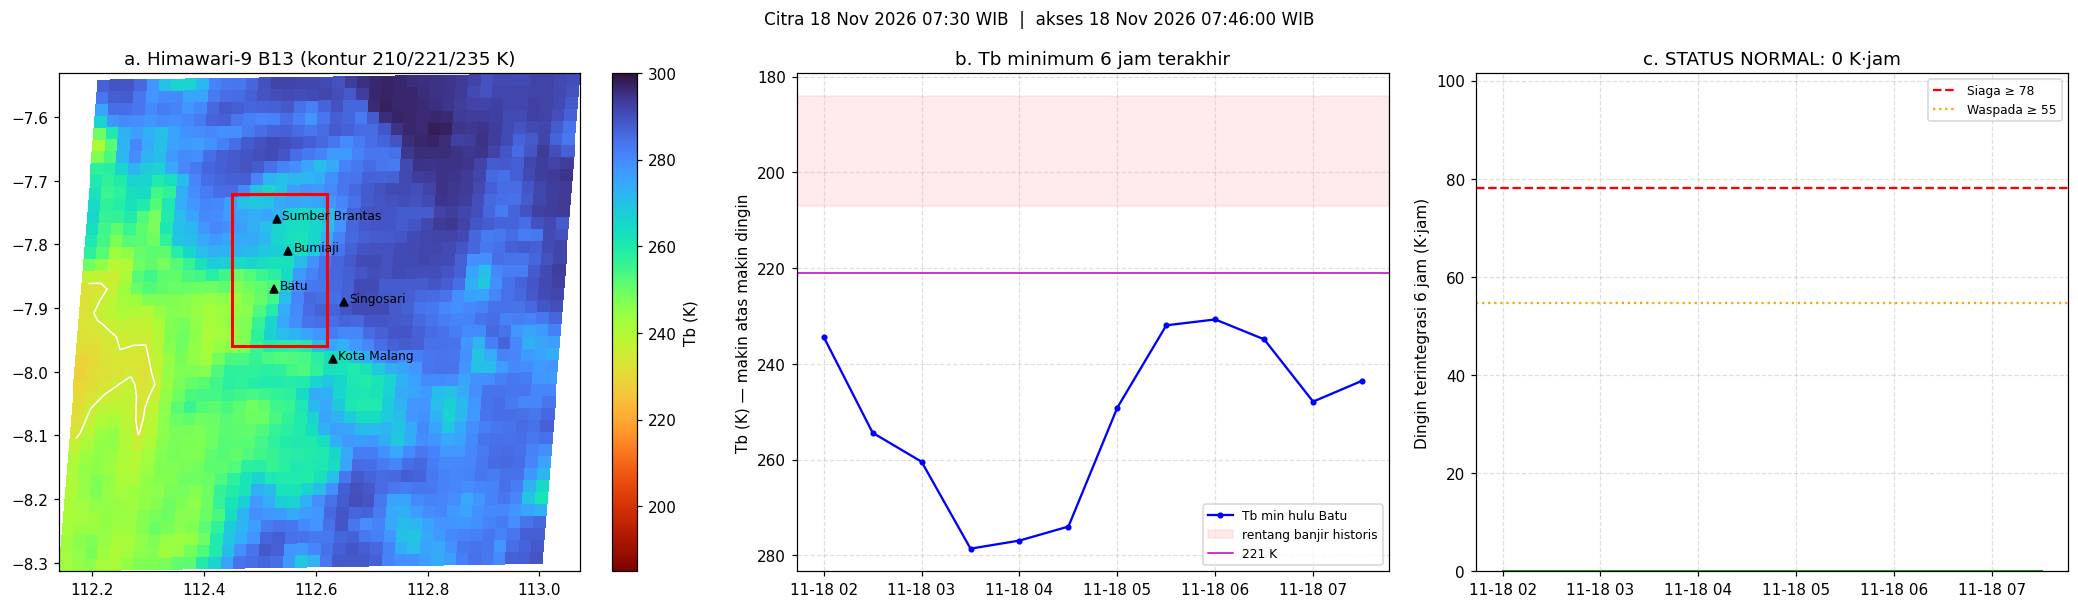 Citra 18 Nov 2026 07:30 WIB | akses 18 Nov 2026 07:46:00 WIB
a. Himawari-9 B13 (kontur 210/221/235 K)
−7.6
−7.7
−7.8
−7.9
−8.0
−8.1
−8.2
−8.3
112.2
112.4
112.6
112.8
113.0
Sumber Brantas
Bumiaji
Batu
Singosari
Kota Malang
300
280
260
240
220
200
Tb (K)
b. Tb minimum 6 jam terakhir
Tb (K) — makin atas makin dingin
180
200
220
240
260
280
11-18 02
11-18 03
11-18 04
11-18 05
11-18 06
11-18 07
Tb min hulu Batu
rentang banjir historis
221 K
c. STATUS NORMAL: 0 K·jam
Dingin terintegrasi 6 jam (K·jam)
100
80
60
40
20
0
11-18 02
11-18 03
11-18 04
11-18 05
11-18 06
11-18 07
Siaga ≥ 78
Waspada ≥ 55